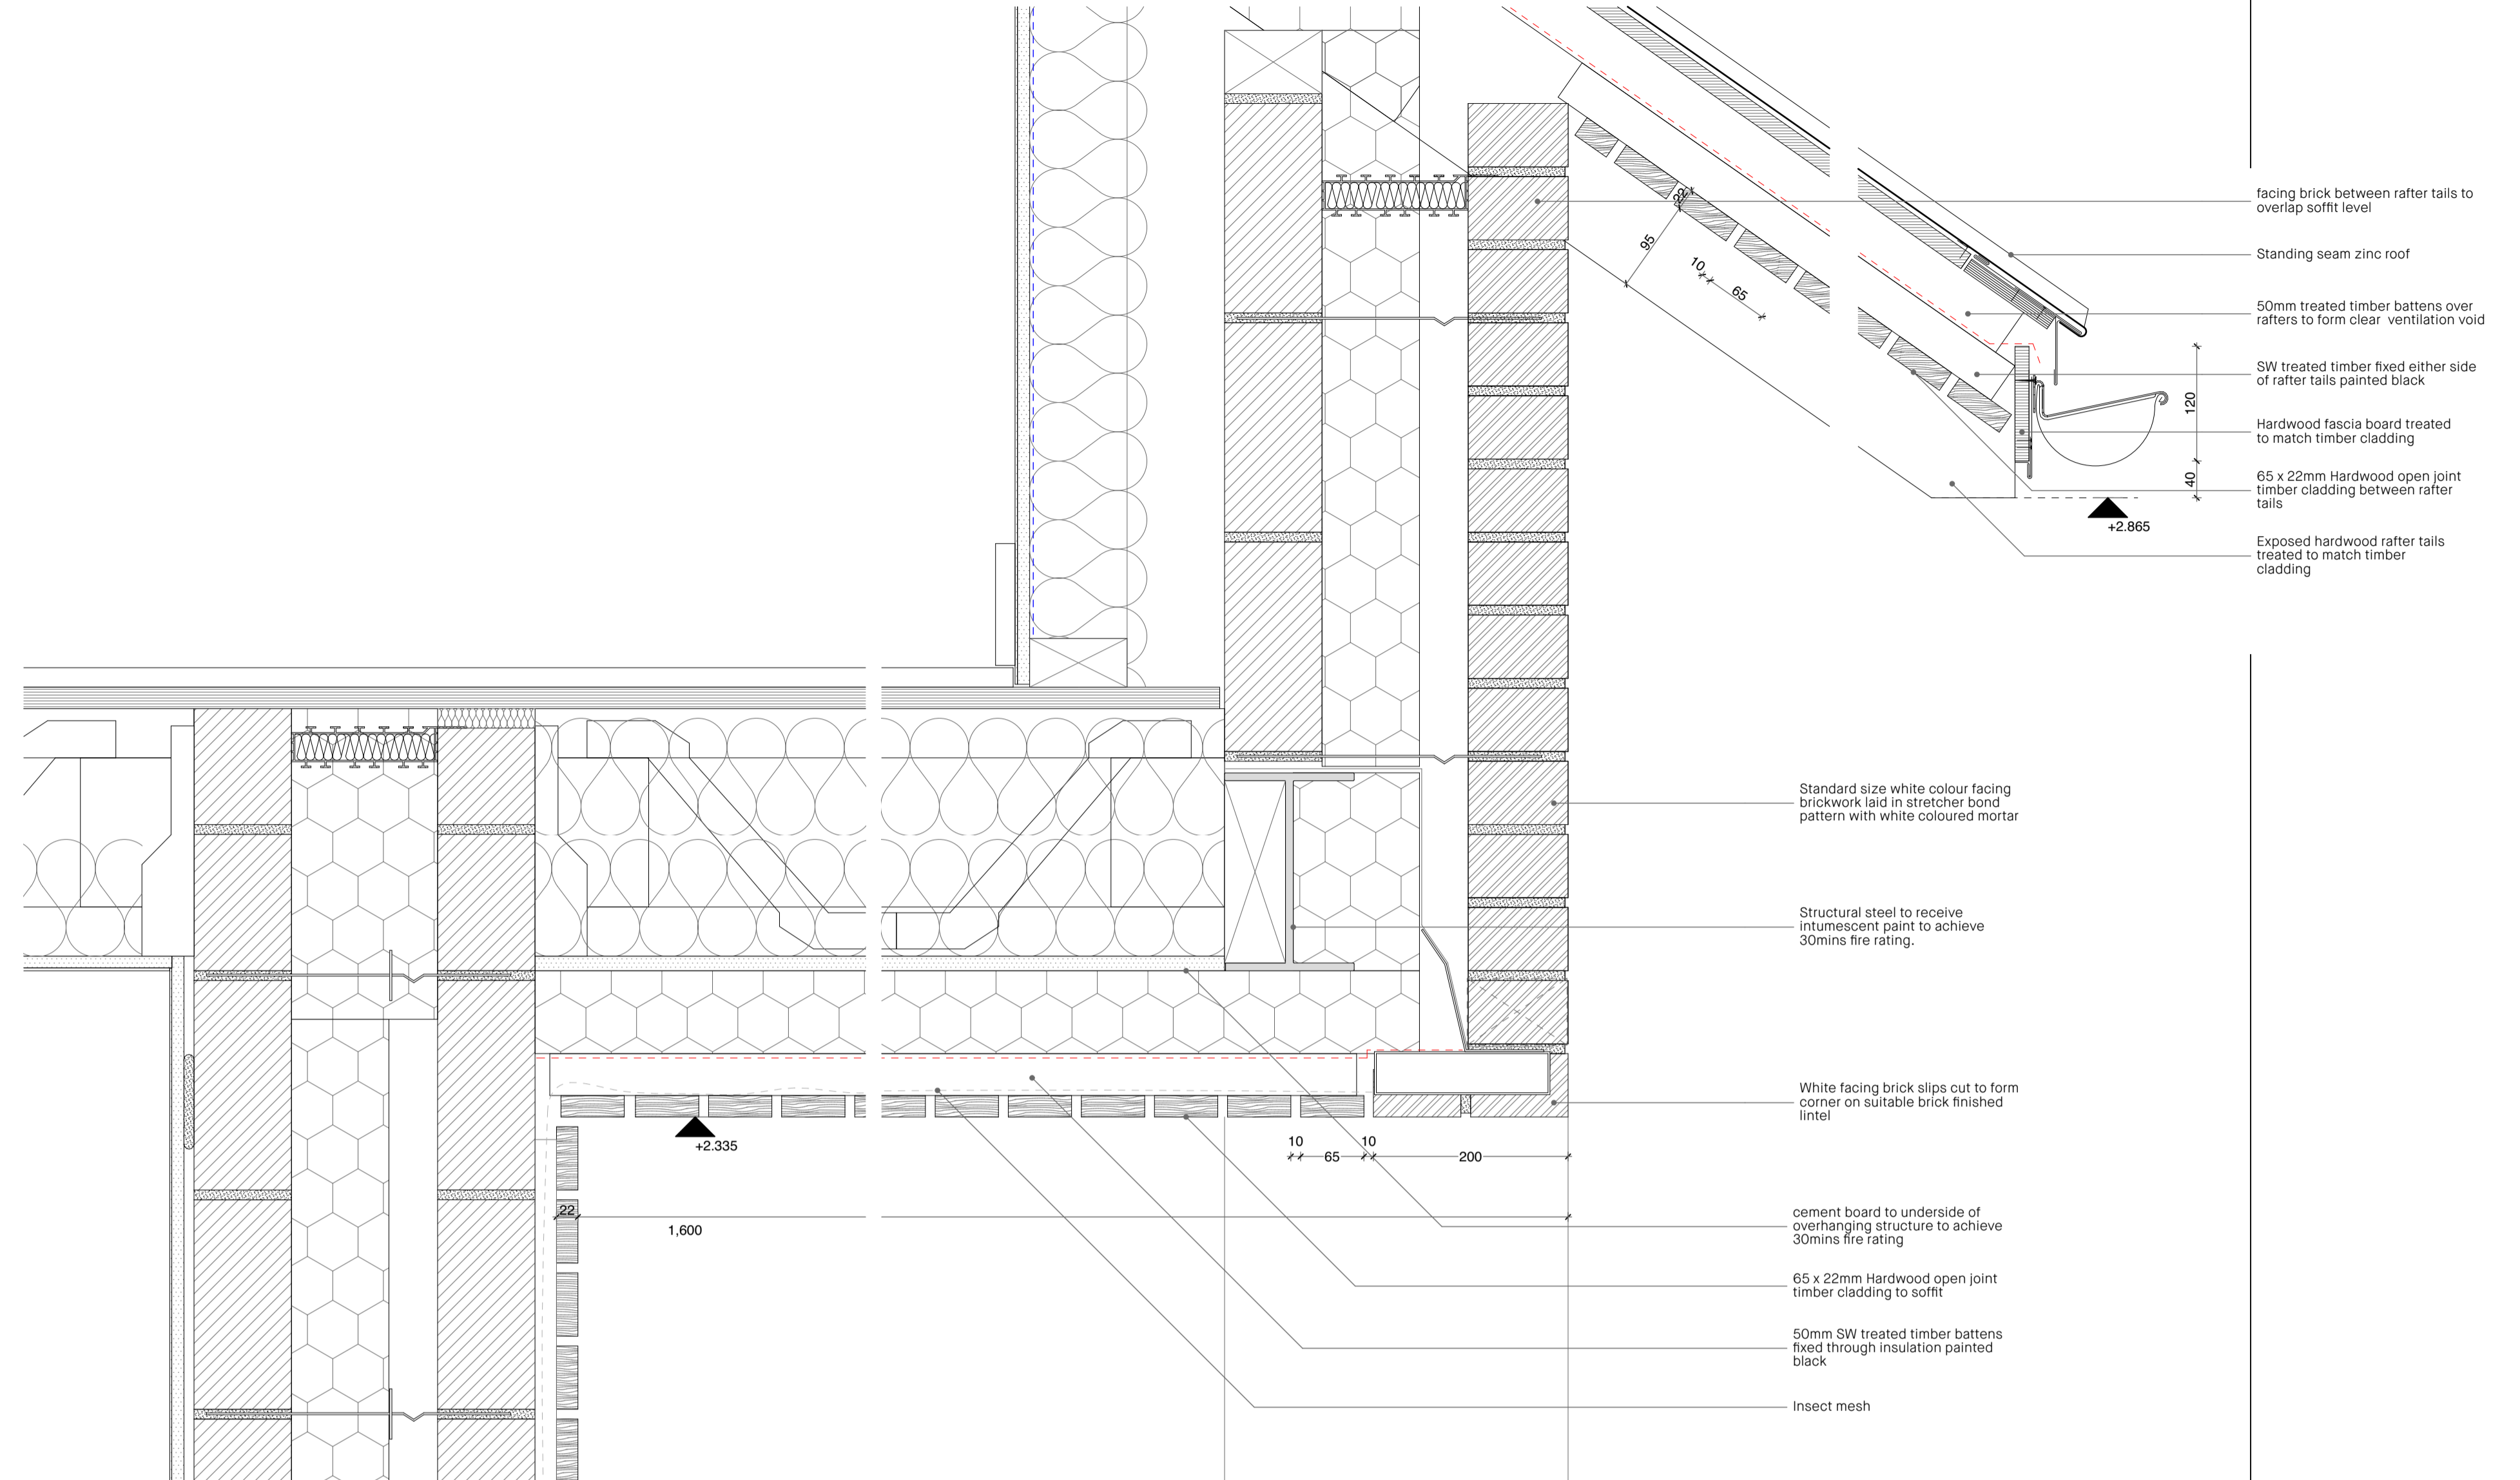 facing brick between rafter tails to
overlap soffit level
Standing seam zinc roof
50mm treated timber battens over
rafters to form clear ventilation void
SW treated timber fixed either side
of rafter tails painted black
Hardwood fascia board treated
to match timber cladding
65 x 22mm Hardwood open joint
timber cladding between rafter
tails
Exposed hardwood rafter tails
treated to match timber
cladding
22
95
10
65
120
40
+2.865
Standard size white colour facing
brickwork laid in stretcher bond
pattern with white coloured mortar
Structural steel to receive
intumescent paint to achieve
30mins fire rating.
White facing brick slips cut to form
corner on suitable brick finished
lintel
+2.335
10
65
10
200
22
1,600
cement board to underside of
overhanging structure to achieve
30mins fire rating
65 x 22mm Hardwood open joint
timber cladding to soffit
50mm SW treated timber battens
fixed through insulation painted
black
Insect mesh